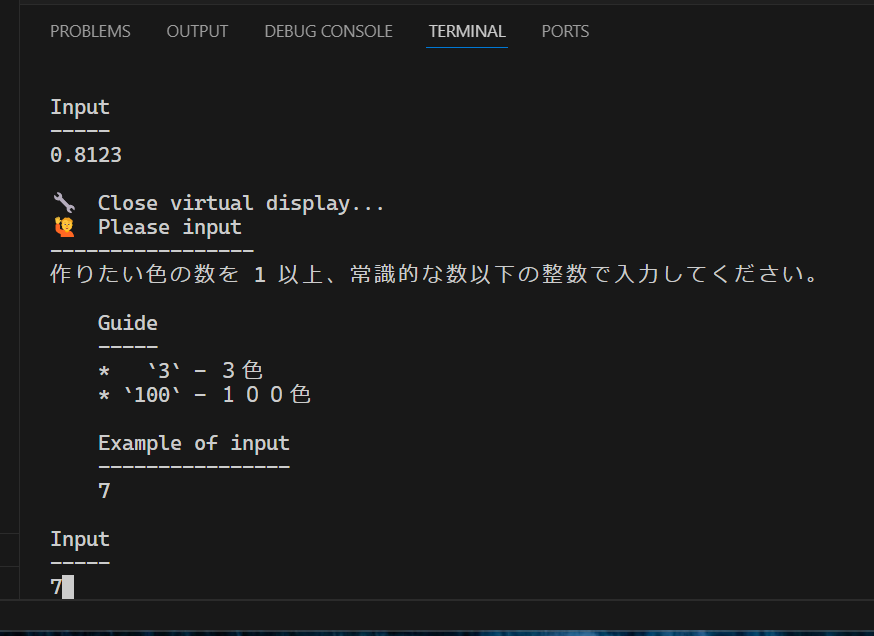 PROBLEMS OUTPUT DEBUG CONSOLE TERMINAL PORTS
Input
-----
0.8123
🔧 Close virtual display...
🙋 Please input
-----------------
作りたい色の数を 1 以上、常識的な数以下の整数で入力してください。
Guide
-----
*   `3` - ３色
* `100` - １００色
Example of input
----------------
7
Input
-----
7